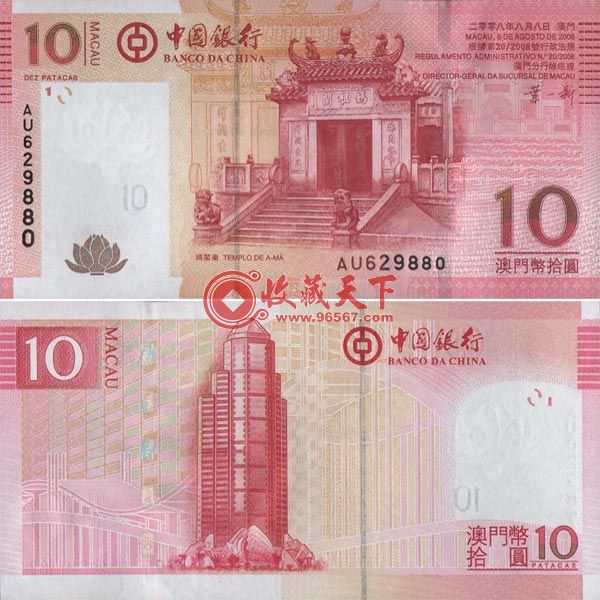 10
MACAU
DEZ PATACAS
中國銀行
BANCO DA CHINA
二零零八年八月八日 澳門
MACAU, 8 DE AGOSTO DE 2008
根據第20/2008號行政法規
REGULAMENTO ADMINISTRATIVO N.º 20/2008
澳門分行總經理
DIRECTOR-GERAL DA SUCURSAL DE MACAU
AU629880
10
媽閣廟 TEMPLO DE A-MÁ
AU629880
10
澳門幣拾圓
收藏天下
www.96567.com
10
MACAU
中國銀行
BANCO DA CHINA
10
澳門幣
拾圓
10
PATACAS